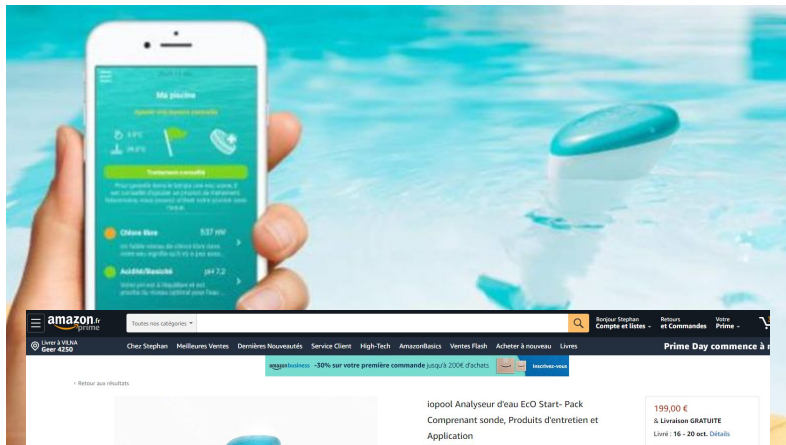 Ma piscine
Traitement conseillé
Chlore libre 537 mV
Acidité/Basicité pH 7,2
amazon.fr
prime
Toutes nos catégories
Bonjour Stephan
Compte et listes
Retours
et Commandes
Votre
Prime
Livrer à VILNA
Geer 4250
Chez Stephan Meilleures Ventes Dernières Nouveautés Service Client High-Tech AmazonBasics Ventes Flash Acheter à nouveau Livres
Prime Day commence à
amazonbusiness -30% sur votre première commande jusqu'à 200€ d'achats Inscrivez-vous
‹ Retour aux résultats
iopool Analyseur d'eau EcO Start- Pack
Comprenant sonde, Produits d'entretien et
Application
199,00 €
& Livraison GRATUITE
Livré : 16 - 20 oct. Détails